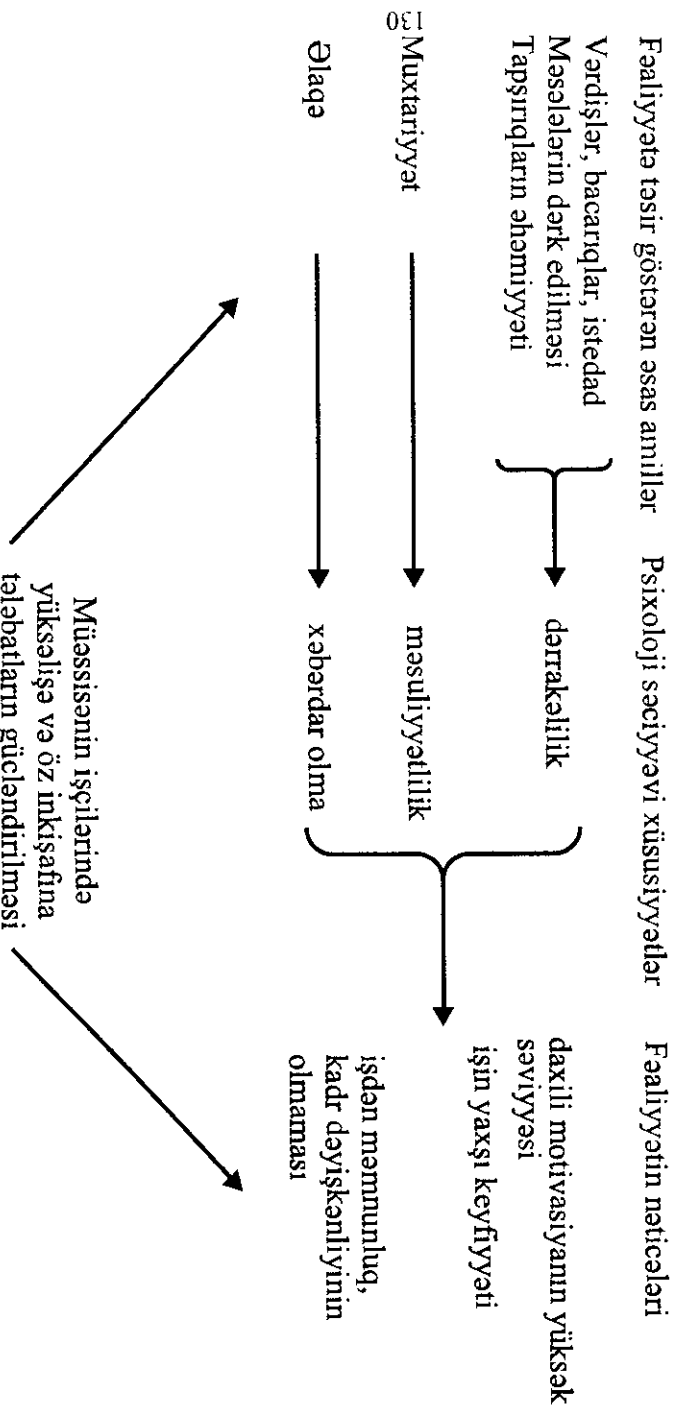 Fəaliyyətə təsir göstərən əsas amillər
Psixoloji səciyyəvi xüsusiyyətlər
Fəaliyyətin nəticələri
Vərdişlər, bacarıqlar, istedad
Məsələlərin dərk edilməsi
Tapşırıqların əhəmiyyəti
dərrakəlilik
daxili motivasiyanın yüksək
səviyyəsi
işin yaxşı keyfiyyəti
Muxtariyyət
məsuliyyətlilik
Əlaqə
xəbərdar olma
işdən məmnunluq,
kadr dəyişkənliyinin
olmaması
Müəssisənin işçilərində
yüksəlişə və öz inkişafına
tələbatların gücləndirilməsi
130